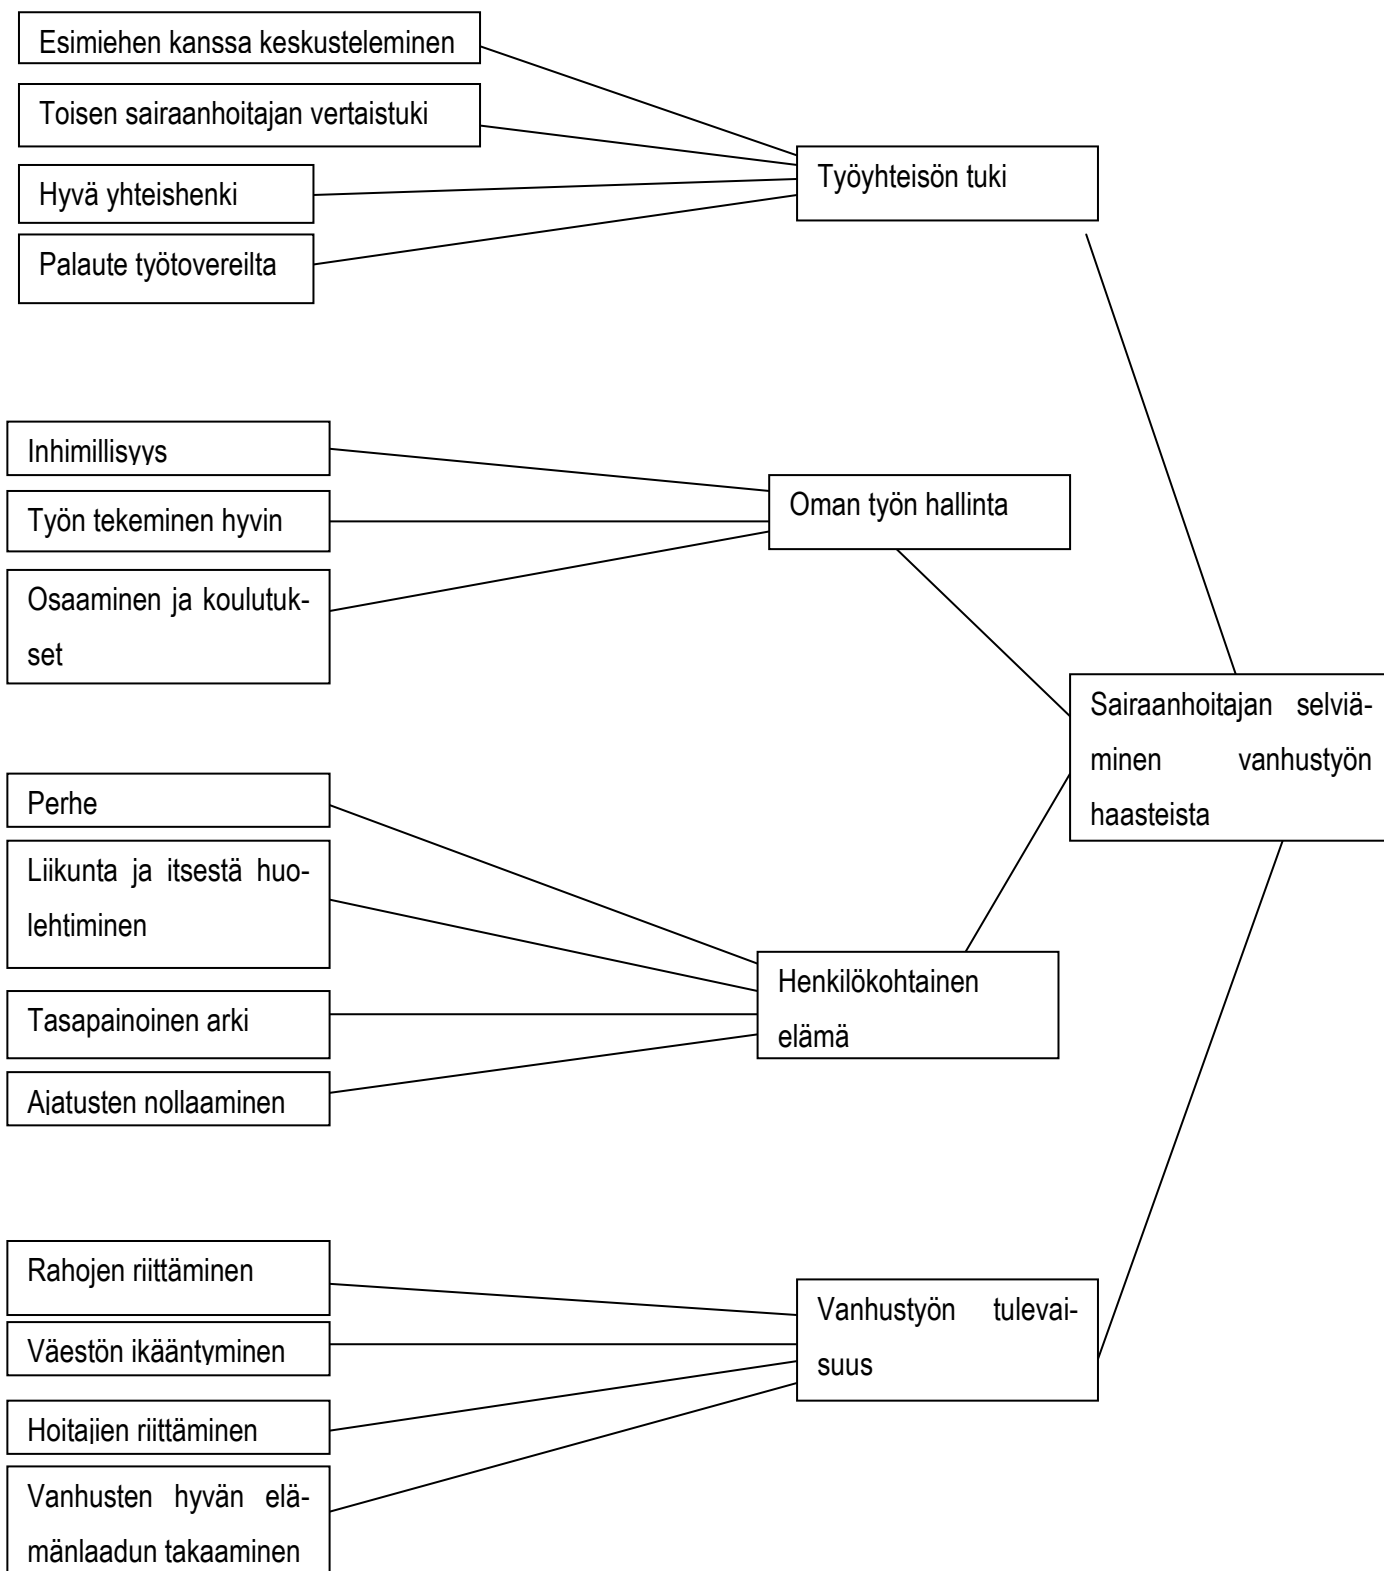 Esimiehen kanssa keskusteleminen
Toisen sairaanhoitajan vertaistuki
Hyvä yhteishenki
Palaute työtovereilta
Työyhteisön tuki
Inhimillisyys
Työn tekeminen hyvin
Osaaminen ja koulutuk-
set
Oman työn hallinta
Sairaanhoitajan selviä-
minen vanhustyön
haasteista
Perhe
Liikunta ja itsestä huo-
lehtiminen
Tasapainoinen arki
Ajatusten nollaaminen
Henkilökohtainen
elämä
Rahojen riittäminen
Väestön ikääntyminen
Hoitajien riittäminen
Vanhusten hyvän elä-
mänlaadun takaaminen
Vanhustyön tulevai-
suus